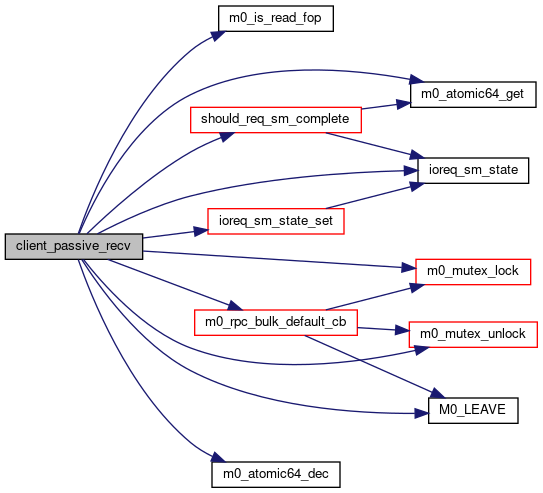 m0_is_read_fop
m0_atomic64_get
should_req_sm_complete
ioreq_sm_state
ioreq_sm_state_set
client_passive_recv
m0_mutex_lock
m0_rpc_bulk_default_cb
m0_mutex_unlock
M0_LEAVE
m0_atomic64_dec